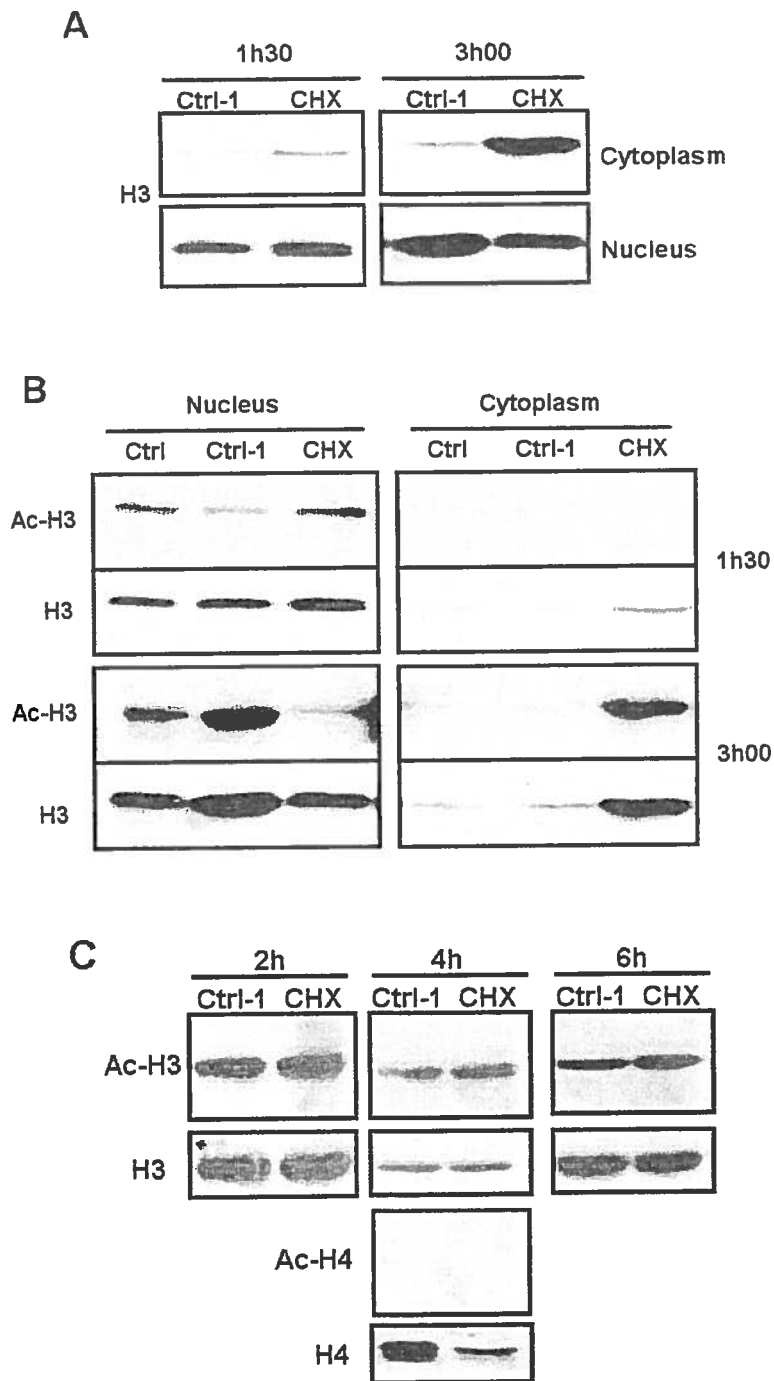 A
1h30 3h00
Ctrl-1 CHX Ctrl-1 CHX
Cytoplasm
H3
Nucleus
B
Nucleus Cytoplasm
Ctrl Ctrl-1 CHX Ctrl Ctrl-1 CHX
Ac-H3
1h30
H3
Ac-H3
3h00
H3
C
2h 4h 6h
Ctrl-1 CHX Ctrl-1 CHX Ctrl-1 CHX
Ac-H3
H3
Ac-H4
H4